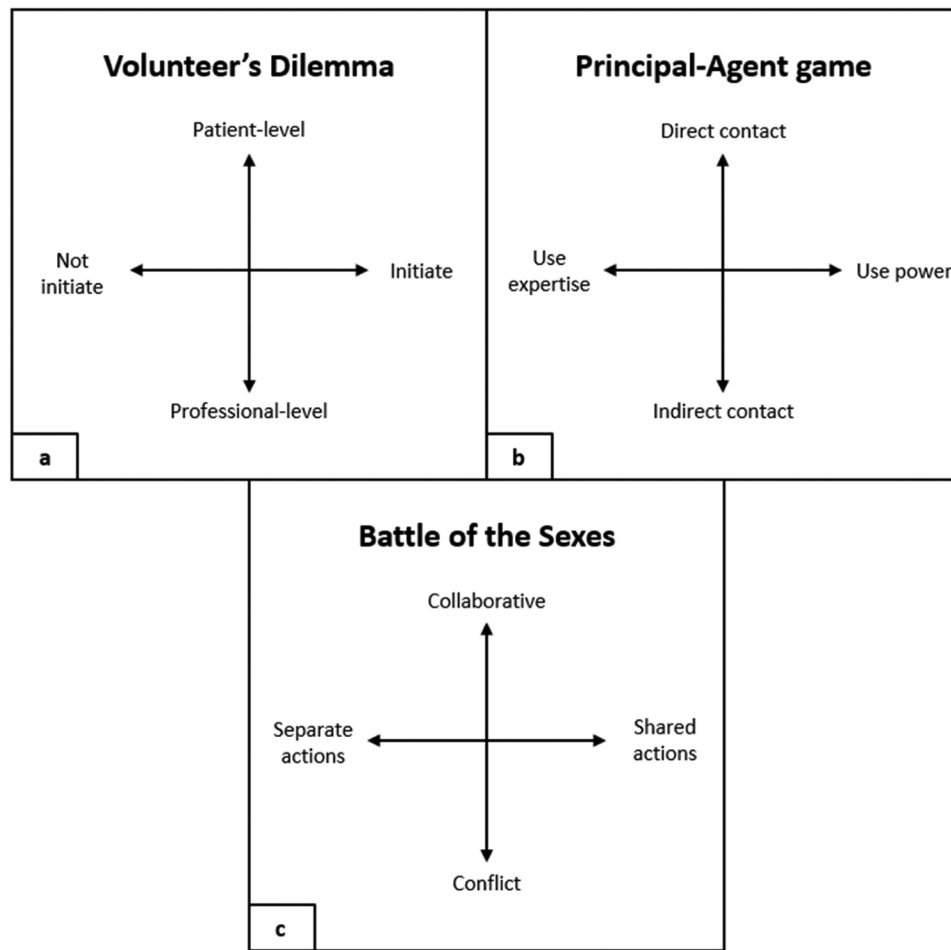 Volunteer's Dilemma
Patient-level
Not
initiate
Initiate
Professional-level
a
Principal-Agent game
Direct contact
Use
expertise
Use power
Indirect contact
b
Battle of the Sexes
Collaborative
Separate
actions
Shared
actions
Conflict
c